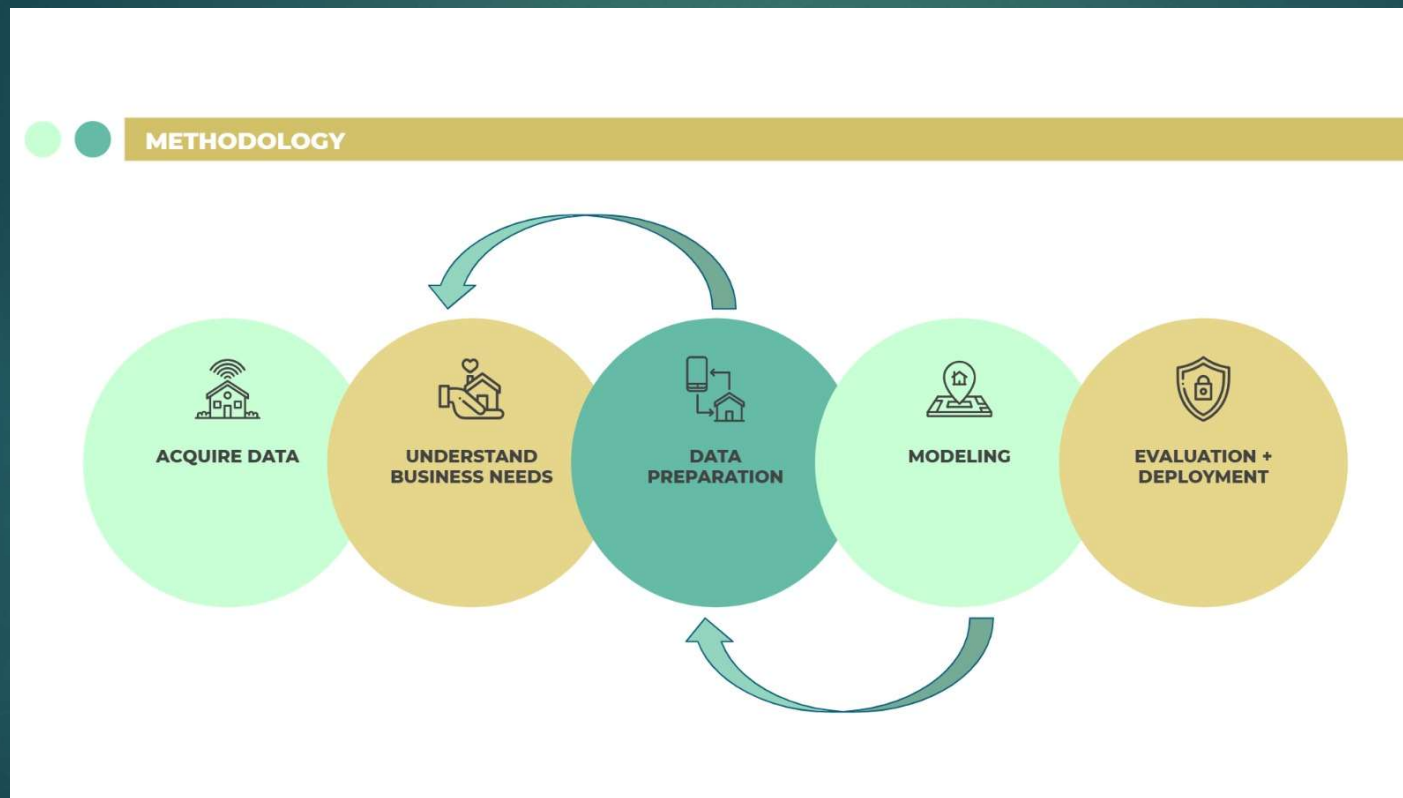 METHODOLOGY
ACQUIRE DATA
UNDERSTAND
BUSINESS NEEDS
DATA
PREPARATION
MODELING
EVALUATION +
DEPLOYMENT